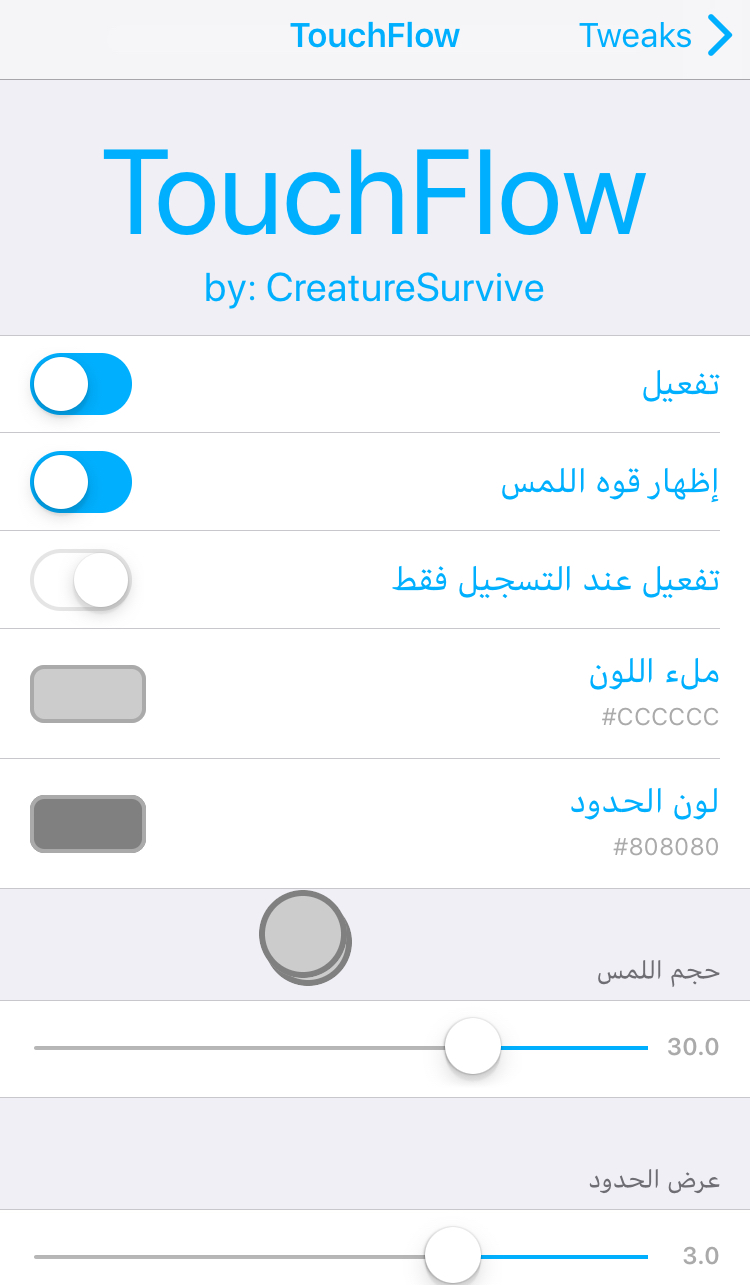 TouchFlow
Tweaks
TouchFlow
by: CreatureSurvive
تفعيل
إظهار قوه اللمس
تفعيل عند التسجيل فقط
ملء اللون
#CCCCCC
لون الحدود
#808080
حجم اللمس
30.0
عرض الحدود
3.0